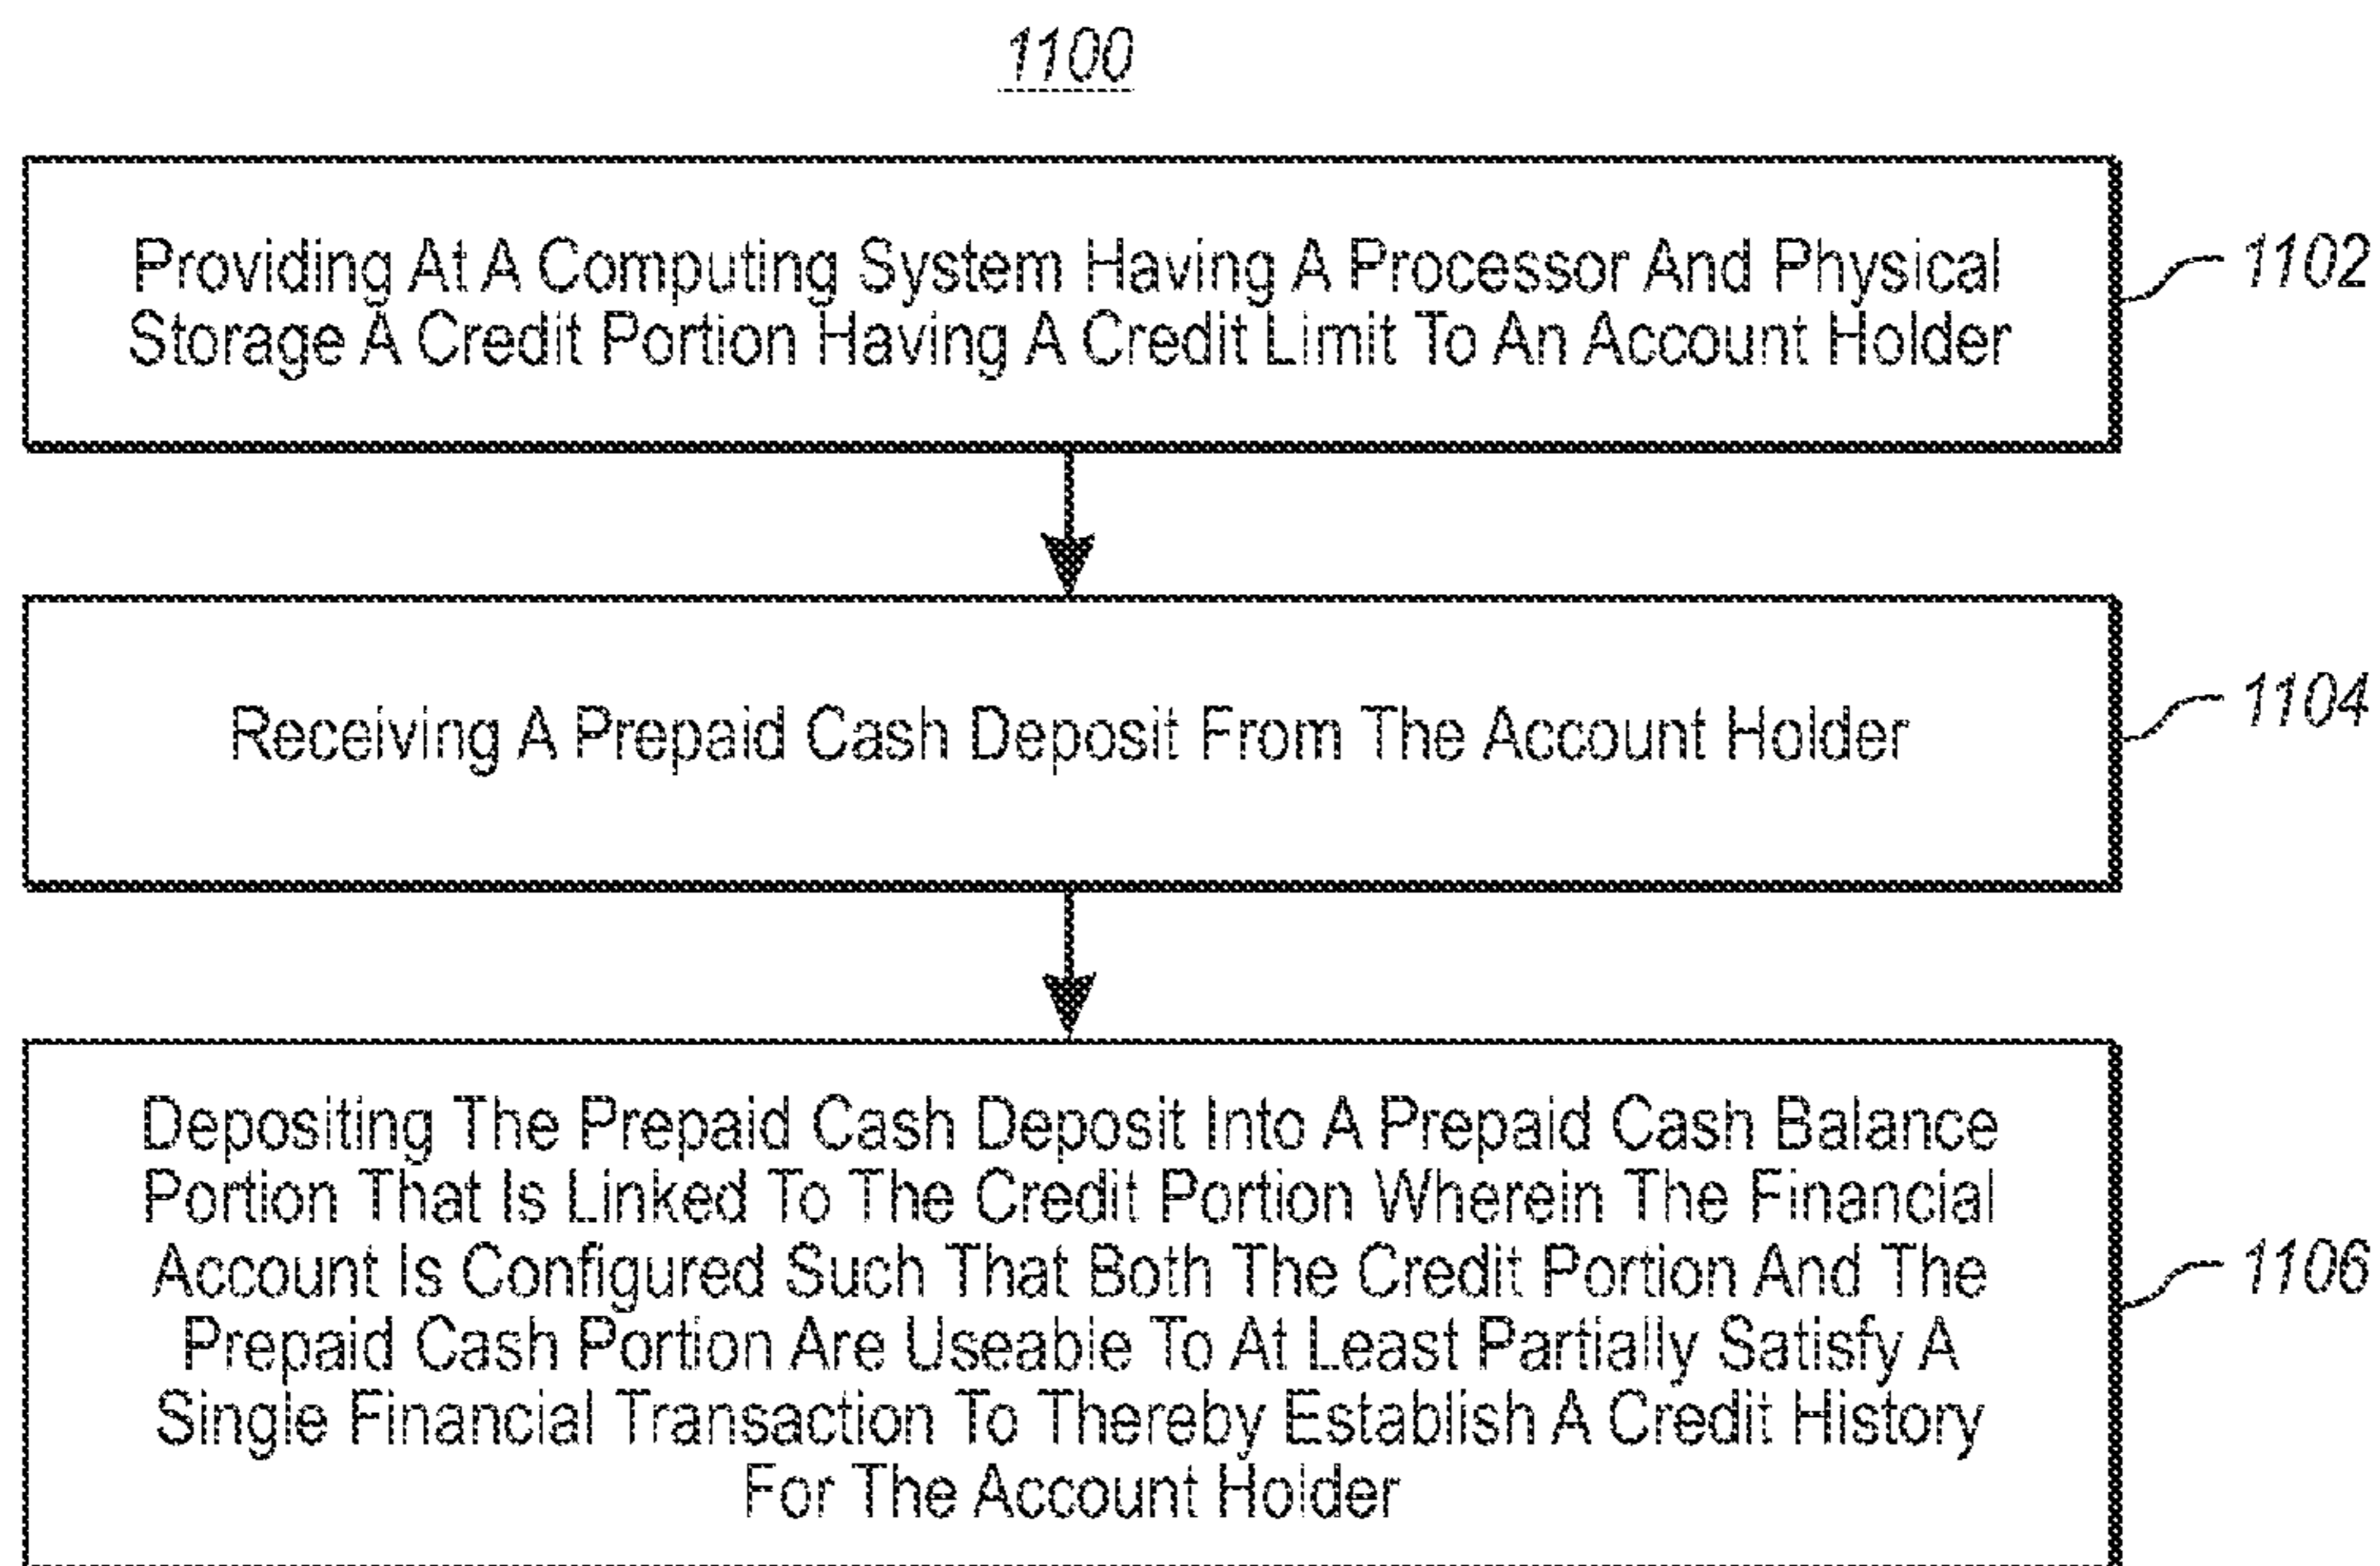 1100
Providing At A Computing System Having A Processor And Physical
Storage A Credit Portion Having A Credit Limit To An Account Holder
1102
Receiving A Prepaid Cash Deposit From The Account Holder
1104
Depositing The Prepaid Cash Deposit Into A Prepaid Cash Balance
Portion That Is Linked To The Credit Portion Wherein The Financial
Account Is Configured Such That Both The Credit Portion And The
Prepaid Cash Portion Are Useable To At Least Partially Satisfy A
Single Financial Transaction To Thereby Establish A Credit History
For The Account Holder
1106